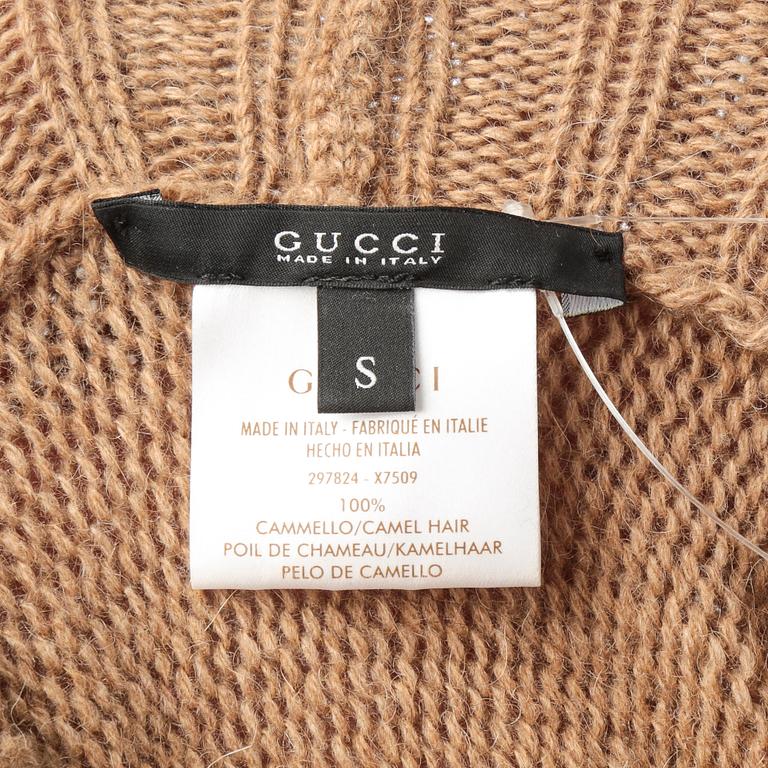 GUCCI
MADE IN ITALY
S
G I
MADE IN ITALY - FABRIQUÉ EN ITALIE
HECHO EN ITALIA
297824 - X7509
100%
CAMMELLO/CAMEL HAIR
POIL DE CHAMEAU/KAMELHAAR
PELO DE CAMELLO